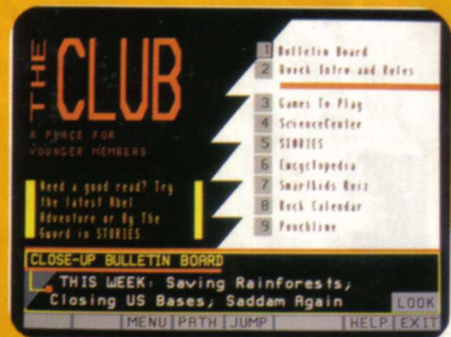 THE CLUB
A PLACE FOR
YOUNGER MEMBERS
Need a good read? Try
the latest Abel
Adventure or By The
Sword in STORIES.
1 Bulletin Board
2 Quick Intro and Rules
3 Games To Play
4 ScienceCenter
5 STORIES
6 Encyclopedia
7 Smartkids Quiz
8 Rock Calendar
9 Punchline
CLOSE-UP BULLETIN BOARD
THIS WEEK: Saving Rainforests,
Closing US Bases, Saddam Again
LOOK
MENU PATH JUMP HELP EXIT